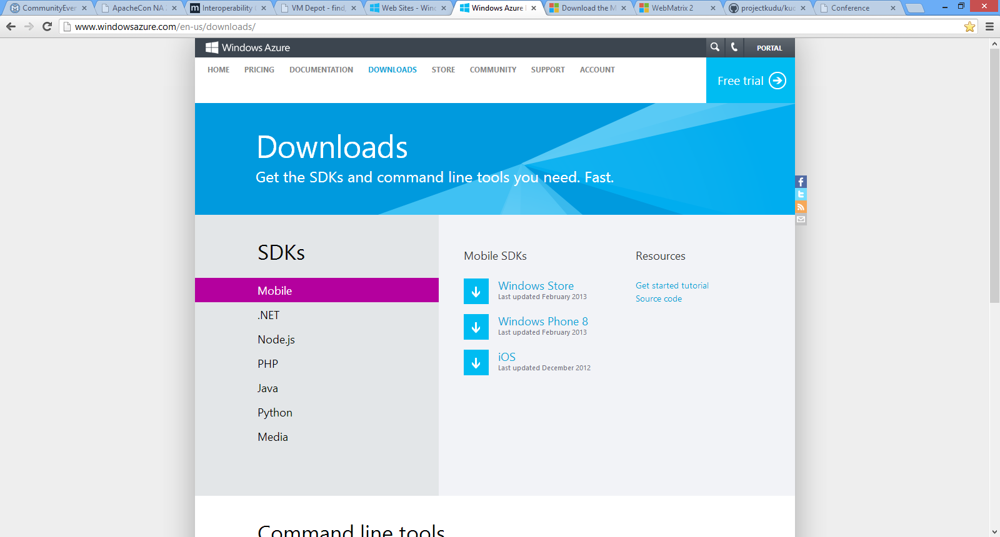 CommunityEven
ApacheCon NA
Interoperability
VM Depot - find,
Web Sites - Wind
Windows Azure
Download the M
WebMatrix 2
projectkudu/kud
Conference
www.windowsazure.com/en-us/downloads/
Windows Azure
PORTAL
HOME PRICING DOCUMENTATION DOWNLOADS STORE COMMUNITY SUPPORT ACCOUNT
Free trial
Downloads
Get the SDKs and command line tools you need. Fast.
SDKs
Mobile
.NET
Node.js
PHP
Java
Python
Media
Mobile SDKs
Windows Store
Last updated February 2013
Windows Phone 8
Last updated February 2013
iOS
Last updated December 2012
Resources
Get started tutorial
Source code
Command line tools